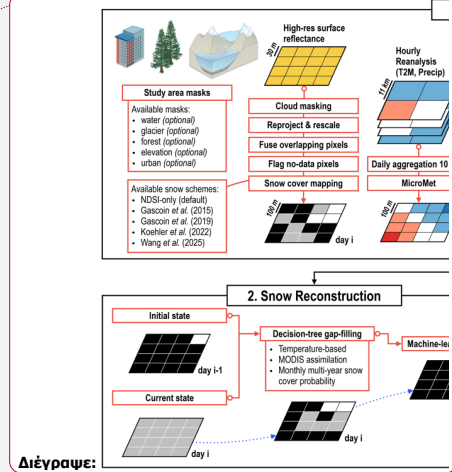 High-res surface
reflectance
30 m
Hourly
Reanalysis
(T2M, Precip)
11 km
Study area masks
Available masks:
• water (optional)
• glacier (optional)
• forest (optional)
• elevation (optional)
• urban (optional)
Cloud masking
Reproject & rescale
Fuse overlapping pixels
Flag no-data pixels
Snow cover mapping
Daily aggregation 10
MicroMet
Available snow schemes:
• NDSI-only (default)
• Gascoin et al. (2015)
• Gascoin et al. (2019)
• Koehler et al. (2022)
• Wang et al. (2025)
100 m
day i
100 m
2. Snow Reconstruction
Initial state
day i-1
Current state
day i
Decision-tree gap-filling
• Temperature-based
• MODIS assimilation
• Monthly multi-year snow
cover probability
day i
Machine-lea
Διέγραψε: